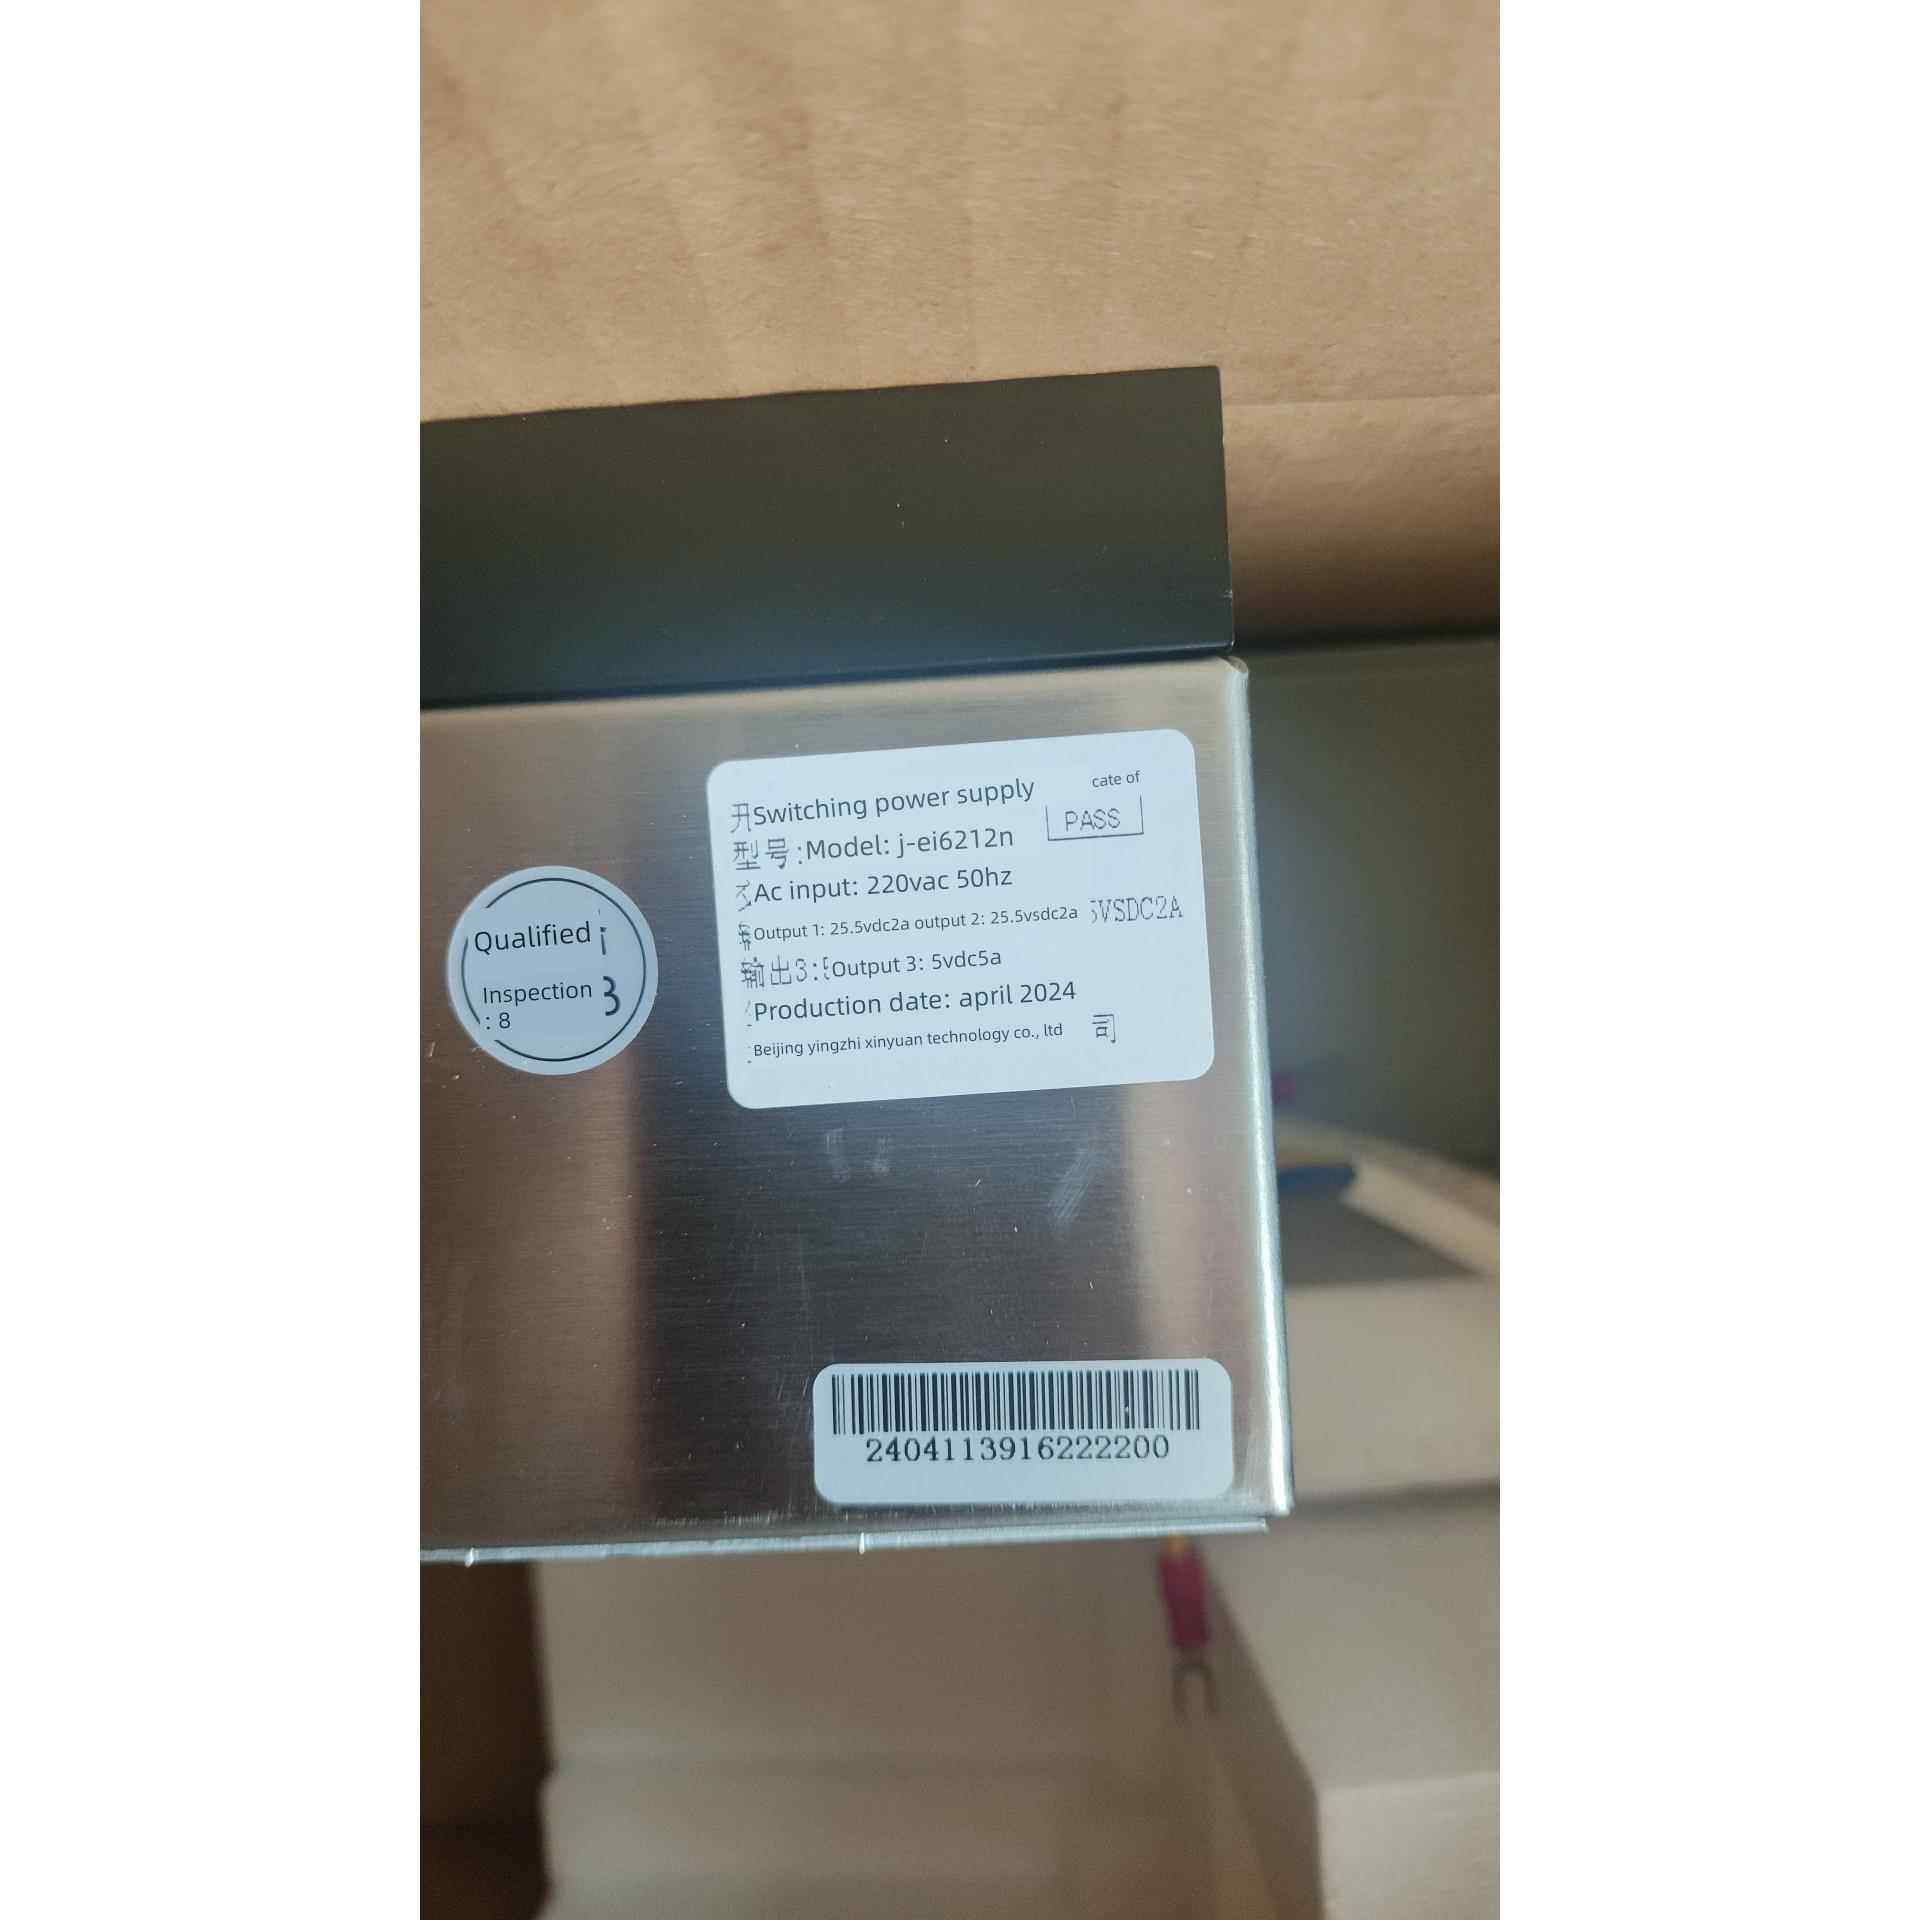 Switching power supply
cate of
PASS
型号:Model: j-ei6212n
Ac input: 220vac 50hz
Output 1: 25.5vdc2a output 2: 25.5vsdc2a VSDC2A
输出3:Output 3: 5vdc5a
Production date: april 2024
Beijing yingzhi xinyuan technology co., ltd 司
Qualified
Inspection
: 8
2404113916222200